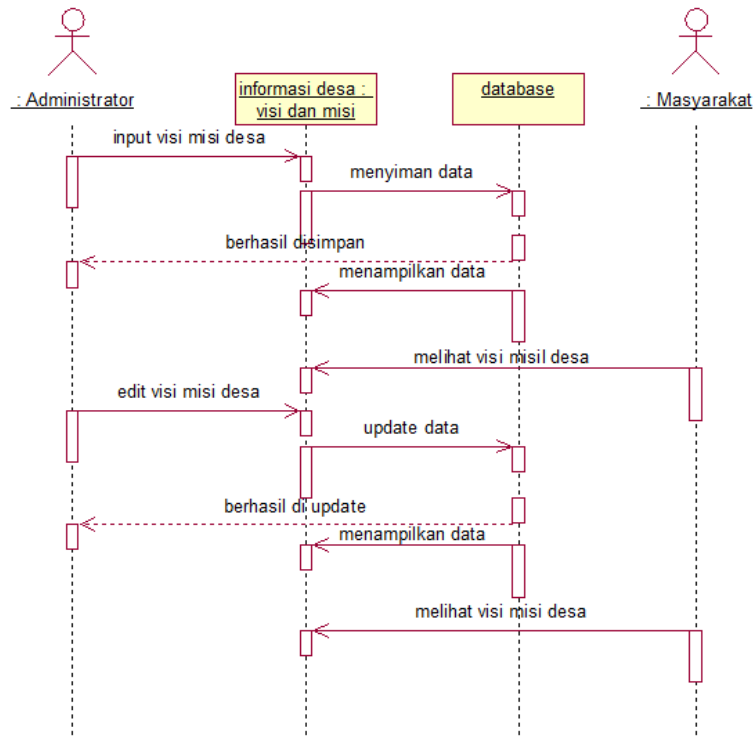 : Administrator
informasi desa :
visi dan misi
database
: Masyarakat
input visi misi desa
menyiman data
berhasil disimpan
menampilkan data
melihat visi misil desa
edit visi misi desa
update data
berhasil di update
menampilkan data
melihat visi misi desa